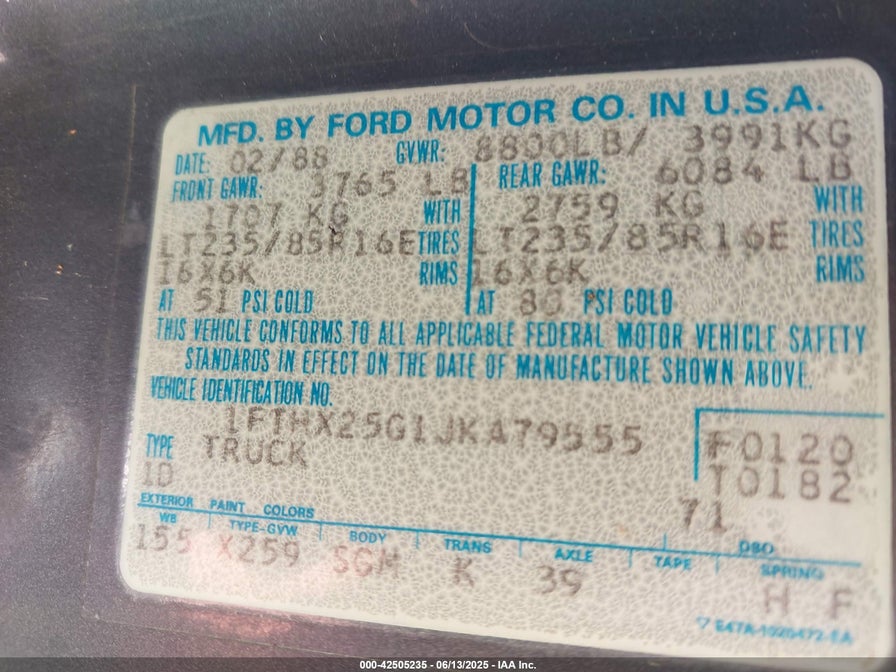 MFD. BY FORD MOTOR CO. IN U.S.A.
DATE: 02/88 GVWR: 8800LB/ 3991KG
FRONT GAWR: 3765 LB REAR GAWR: 6084 LB
1707 KG WITH 2759 KG WITH
LT235/85R16E TIRES LT235/85R16E TIRES
16X6K RIMS 16X6K RIMS
AT 51 PSI COLD AT 80 PSI COLD
THIS VEHICLE CONFORMS TO ALL APPLICABLE FEDERAL MOTOR VEHICLE SAFETY
STANDARDS IN EFFECT ON THE DATE OF MANUFACTURE SHOWN ABOVE.
VEHICLE IDENTIFICATION NO.
1FTHX25G1JKA79555
TYPE TRUCK F0120
1D T0182
71
EXTERIOR PAINT COLORS DSO
WB TYPE-GVW BODY TRANS AXLE TAPE SPRING
155 X259 SGM K 39 H F
E47A-1020472-EA
000-42505235 - 06/13/2025 - IAA Inc.